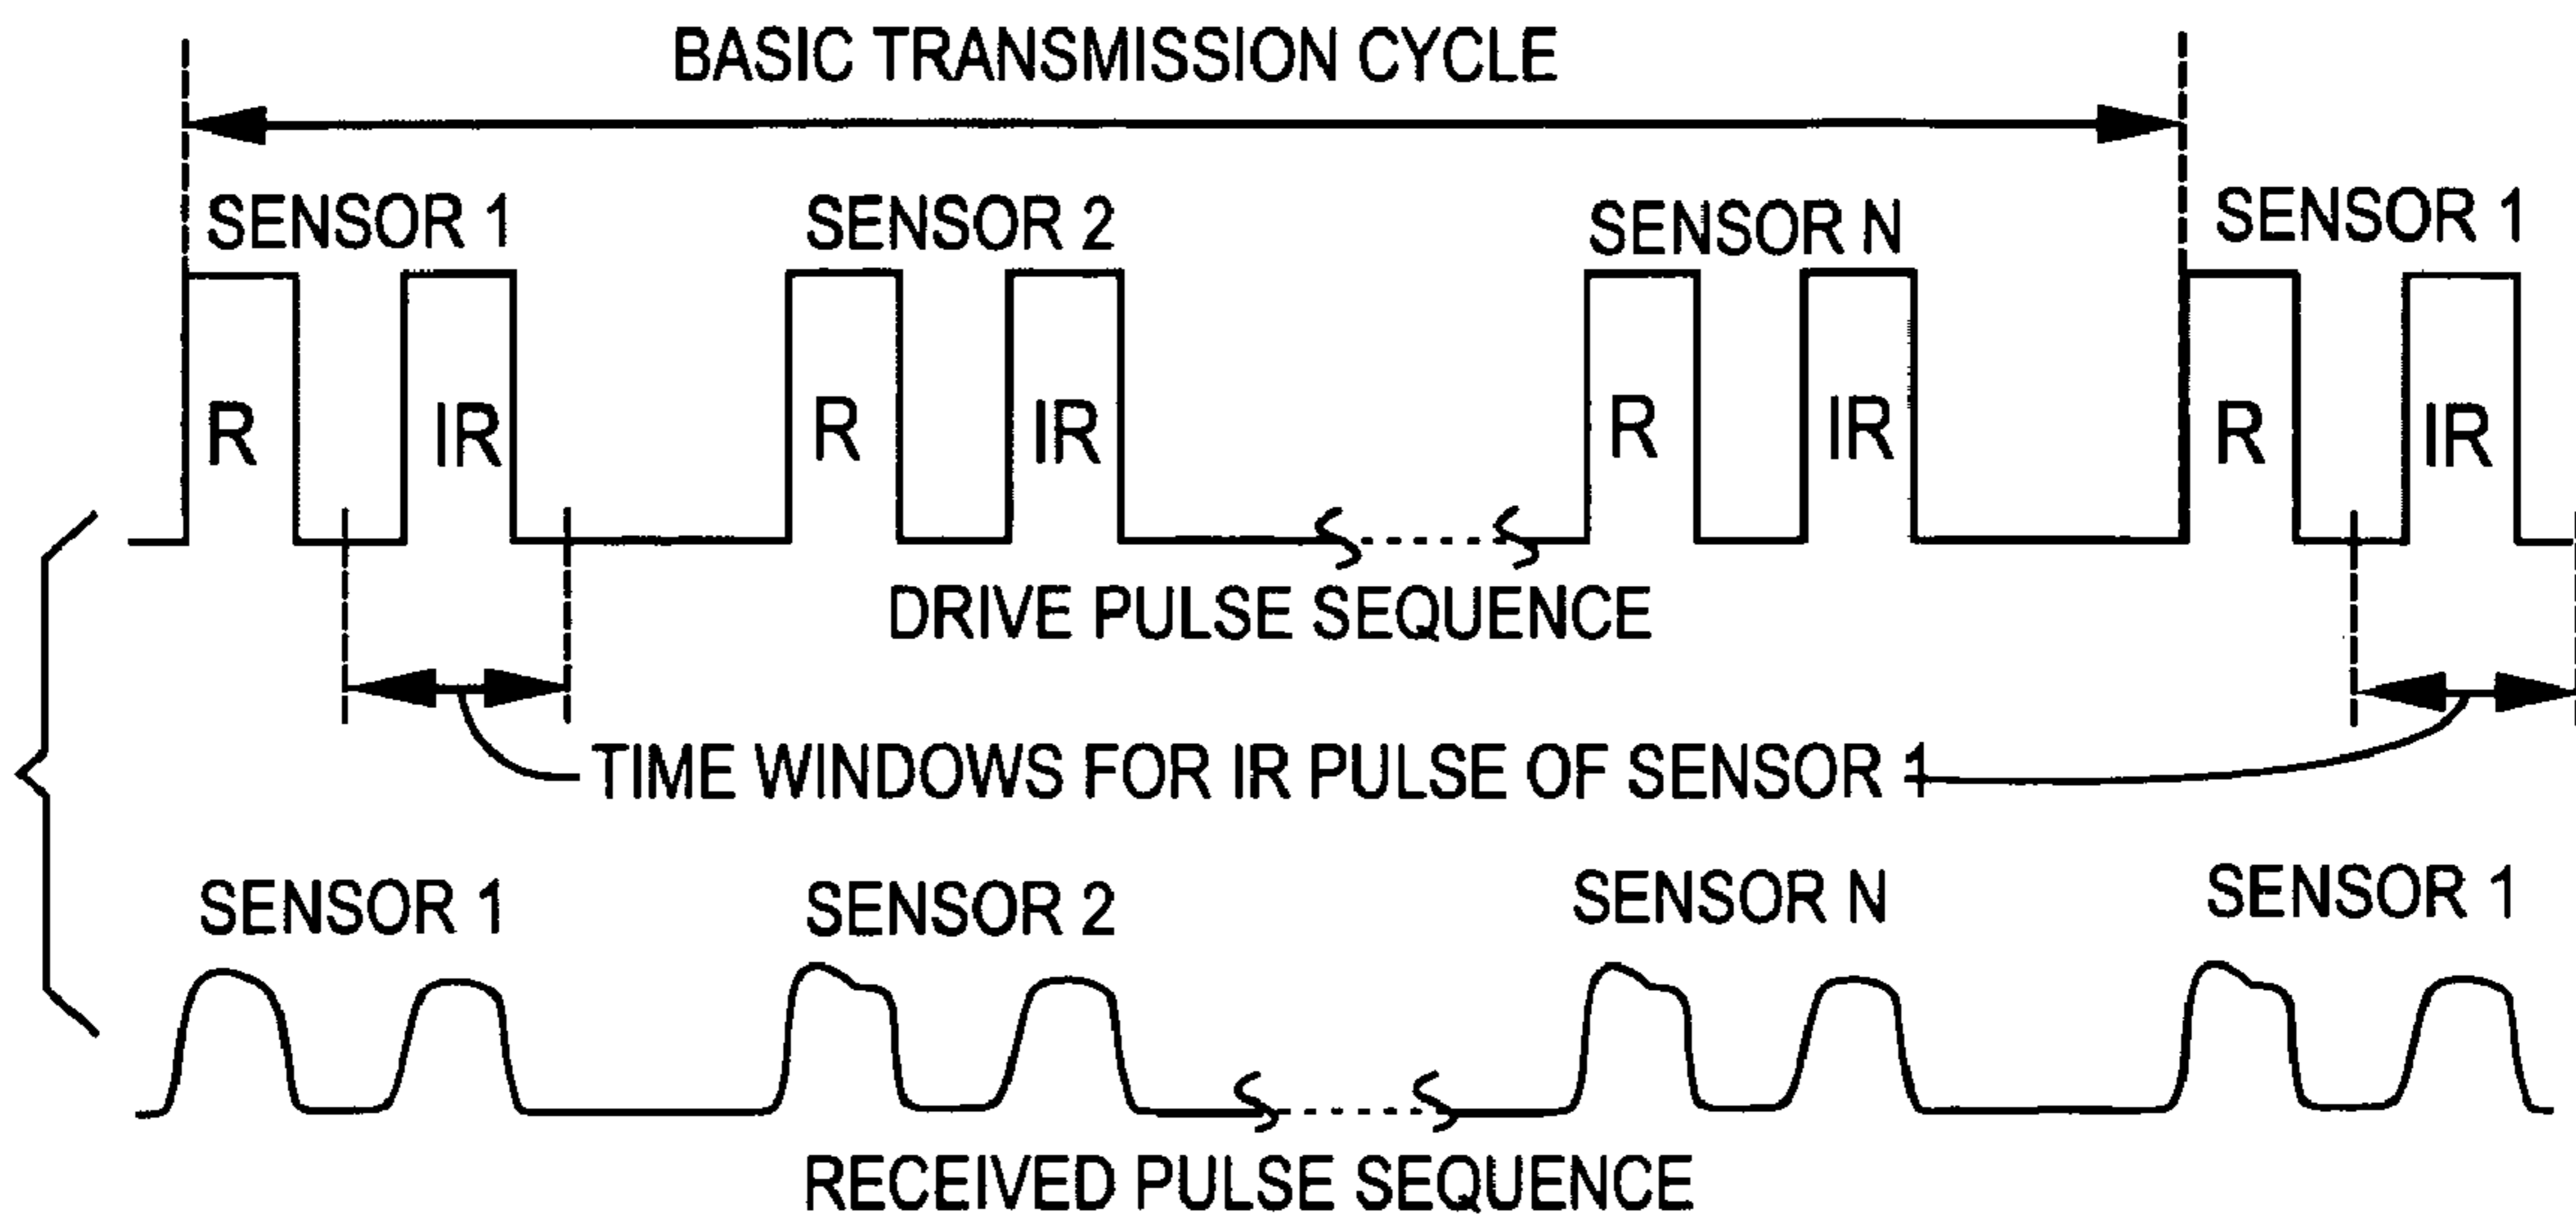 BASIC TRANSMISSION CYCLE
SENSOR 1
SENSOR 2
SENSOR N
SENSOR 1
R
IR
R
IR
R
IR
R
IR
DRIVE PULSE SEQUENCE
TIME WINDOWS FOR IR PULSE OF SENSOR 1
SENSOR 1
SENSOR 2
SENSOR N
SENSOR 1
RECEIVED PULSE SEQUENCE